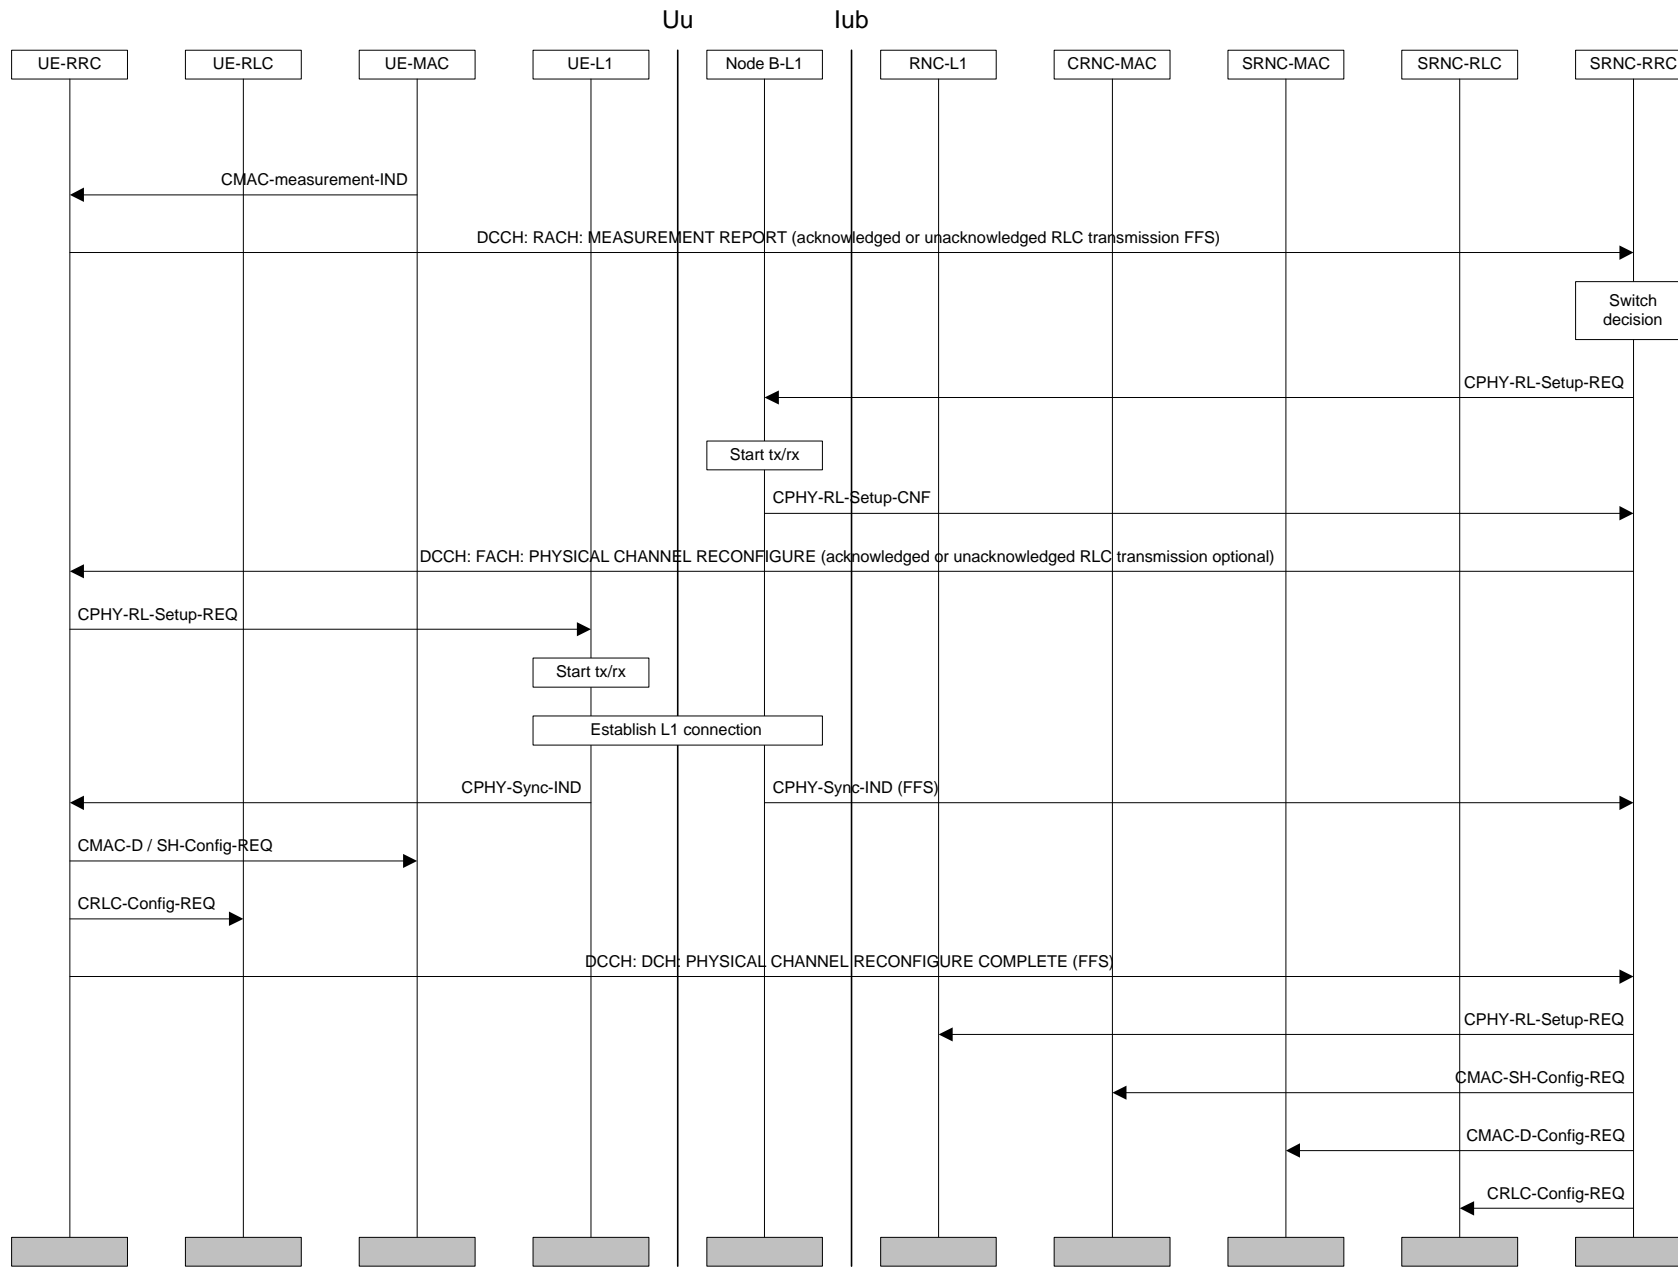 Uu
Iub
UE-RRC
UE-RLC
UE-MAC
UE-L1
Node B-L1
RNC-L1
CRNC-MAC
SRNC-MAC
SRNC-RLC
SRNC-RRC
CMAC-measurement-IND
DCCH: RACH: MEASUREMENT REPORT (acknowledged or unacknowledged RLC transmission FFS)
Switch
decision
CPHY-RL-Setup-REQ
Start tx/rx
CPHY-RL-Setup-CNF
DCCH: FACH: PHYSICAL CHANNEL RECONFIGURE (acknowledged or unacknowledged RLC transmission optional)
CPHY-RL-Setup-REQ
Start tx/rx
Establish L1 connection
CPHY-Sync-IND
CPHY-Sync-IND (FFS)
CMAC-D / SH-Config-REQ
CRLC-Config-REQ
DCCH: DCH: PHYSICAL CHANNEL RECONFIGURE COMPLETE (FFS)
CPHY-RL-Setup-REQ
CMAC-SH-Config-REQ
CMAC-D-Config-REQ
CRLC-Config-REQ